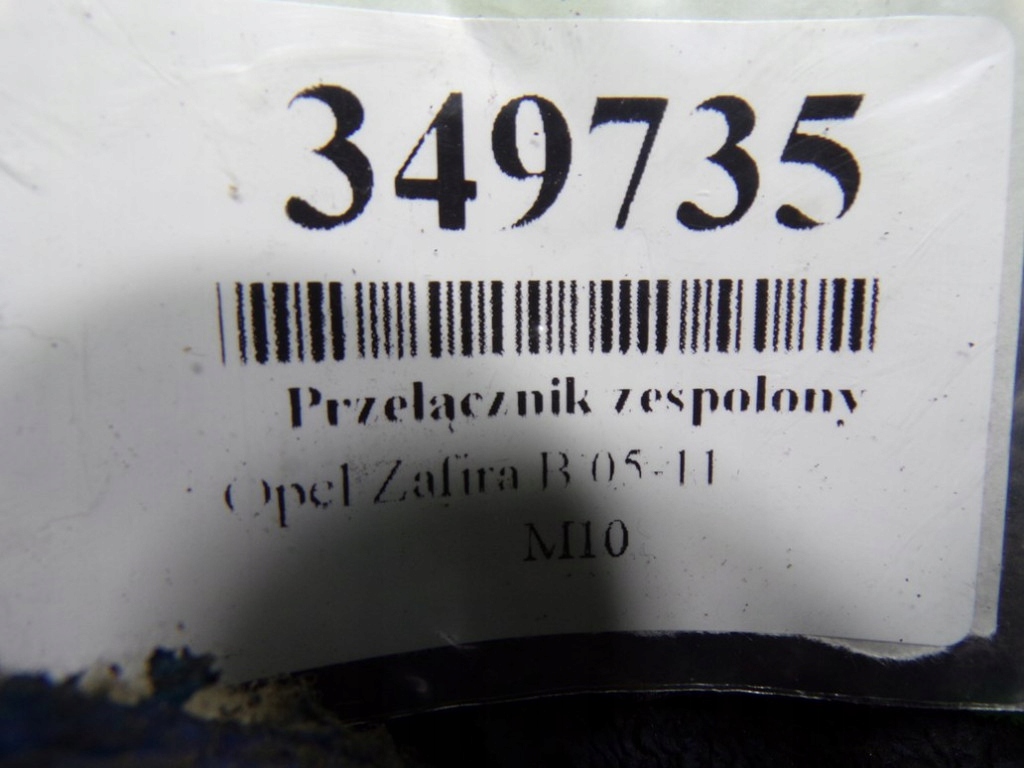 349735
Przełącznik zespolony
Opel Zafira B 05-11
M10